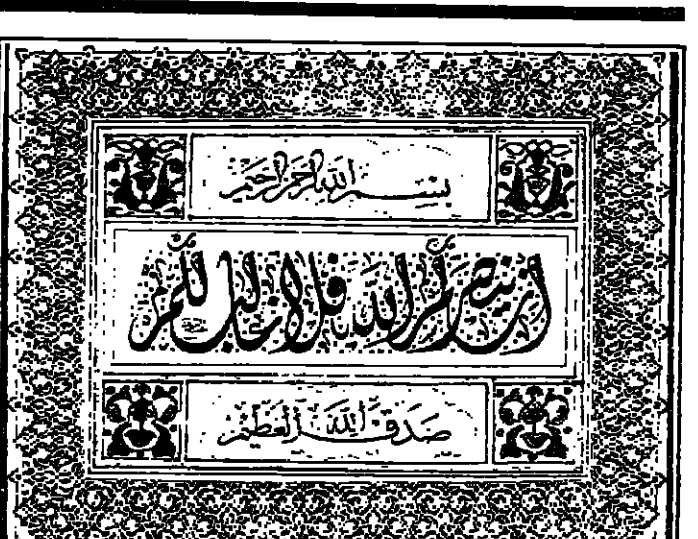 بسم الله الرحمن الرحيم
إن ينصركم الله فلا غالب لكم
صدق الله العظيم